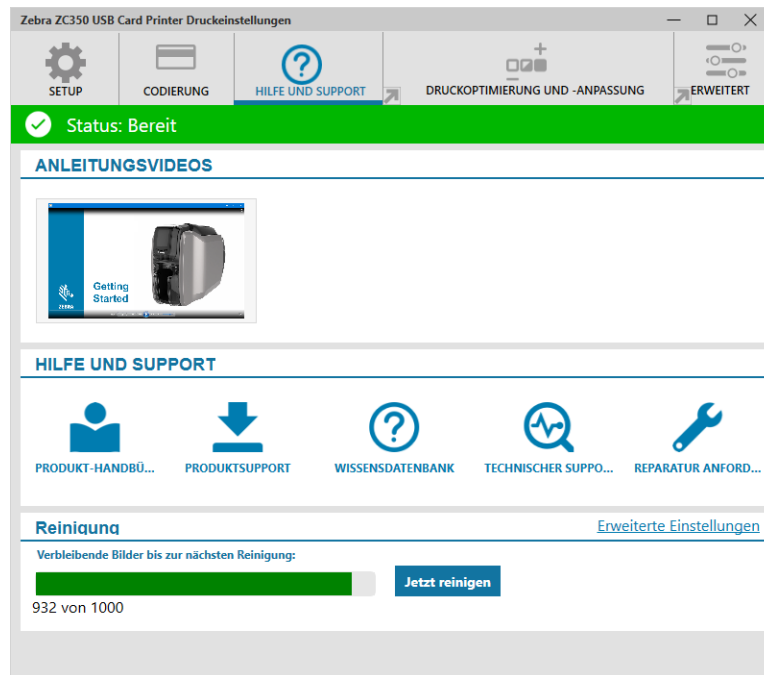 Zebra ZC350 USB Card Printer Druckeinstellungen
SETUP
CODIERUNG
HILFE UND SUPPORT
DRUCKOPTIMIERUNG UND -ANPASSUNG
ERWEITERT
Status: Bereit
ANLEITUNGSVIDEOS
Getting
Started
ZEBRA
HILFE UND SUPPORT
PRODUKT-HANDBÜ...
PRODUKTSUPPORT
WISSENSDATENBANK
TECHNISCHER SUPPO...
REPARATUR ANFORD...
Reinigung
Erweiterte Einstellungen
Verbleibende Bilder bis zur nächsten Reinigung:
Jetzt reinigen
932 von 1000